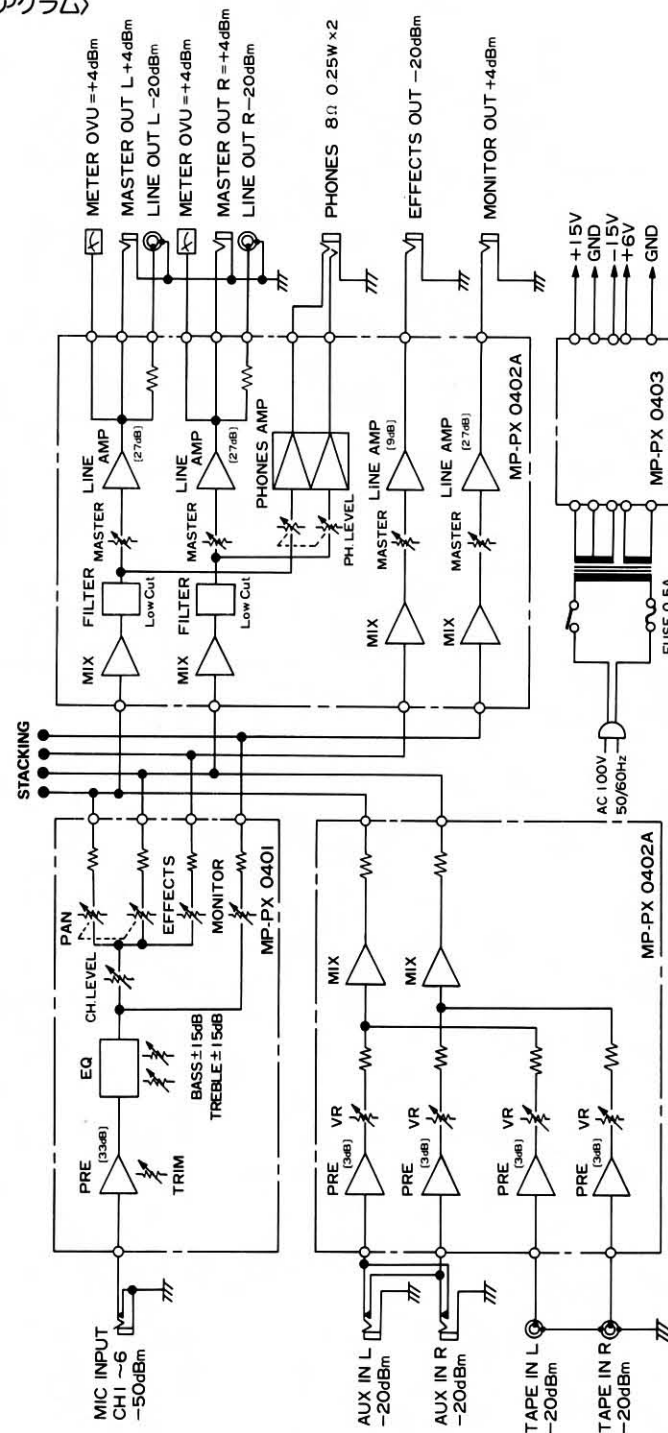 アグラム〉
MIC INPUT
CH1 ~6
-50dBm
PRE
[33dB]
TRIM
EQ
BASS±15dB
TREBLE±15dB
CH.LEVEL
PAN
EFFECTS
MONITOR
MP-PX 0401
STACKING
MIX
FILTER
Low Cut
MASTER
LINE
AMP
[27dB]
MIX
FILTER
Low Cut
MASTER
LINE
AMP
[27dB]
PHONES AMP
PH.LEVEL
MIX
MASTER
LINE AMP
[9dB]
MIX
MASTER
LINE AMP
[27dB]
MP-PX 0402A
METER OVU=+4dBm
MASTER OUT L+4dBm
LINE OUT L-20dBm
METER OVU=+4dBm
MASTER OUT R=+4dBm
LINE OUT R-20dBm
PHONES 8Ω 0.25W ×2
EFFECTS OUT -20dBm
MONITOR OUT +4dBm
AUX IN L
-20dBm
AUX IN R
-20dBm
TAPE IN L
-20dBm
TAPE IN R
-20dBm
PRE
[3dB]
VR
PRE
[3dB]
VR
PRE
[3dB]
VR
PRE
[3dB]
VR
MIX
MIX
MP-PX 0402A
AC 100V
50/60Hz
FUSE 0.5A
MP-PX 0403
+15V
GND
-15V
+6V
GND